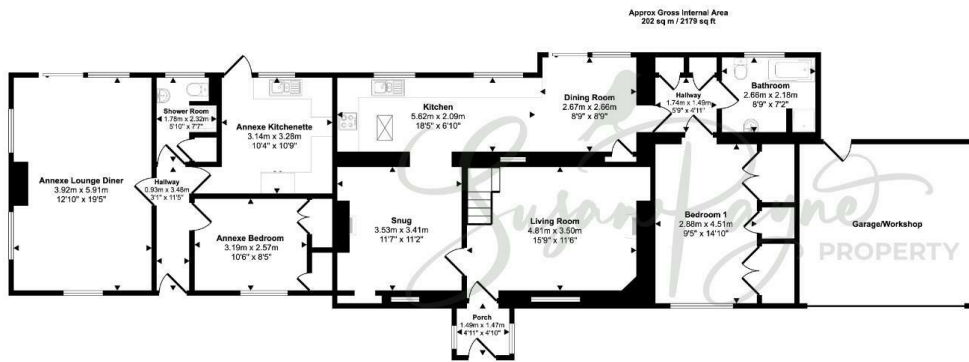 Approx Gross Internal Area
202 sq m / 2179 sq ft
Annexe Lounge Diner
3.92m x 5.91m
12'10" x 19'5"
Shower Room
1.78m x 2.32m
5'10" x 7'7"
Hallway
0.93m x 3.48m
3'1" x 11'5"
Annexe Kitchenette
3.14m x 3.28m
10'4" x 10'9"
Annexe Bedroom
3.19m x 2.57m
10'6" x 8'5"
Kitchen
5.62m x 2.09m
18'5" x 6'10"
Dining Room
2.67m x 2.66m
8'9" x 8'9"
Snug
3.53m x 3.41m
11'7" x 11'2"
Living Room
4.81m x 3.50m
15'9" x 11'6"
Porch
1.49m x 1.47m
4'11" x 4'10"
Hallway
1.74m x 1.49m
5'9" x 4'11"
Bathroom
2.66m x 2.18m
8'9" x 7'2"
Bedroom 1
2.88m x 4.51m
9'5" x 14'10"
Garage/Workshop
Susan Payne
PROPERTY